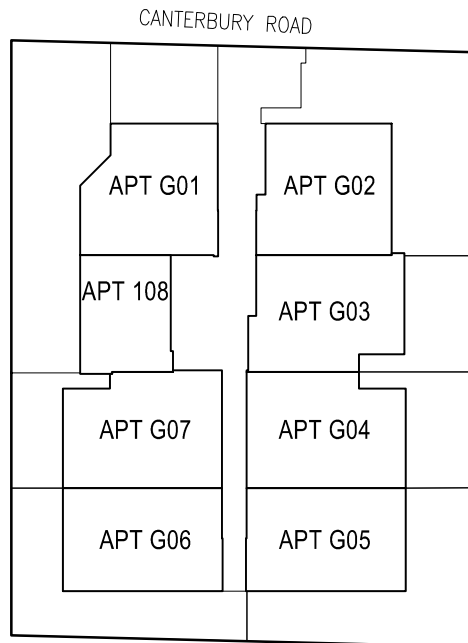 CANTERBURY ROAD
APT G01
APT G02
APT 108
APT G03
APT G07
APT G04
APT G06
APT G05